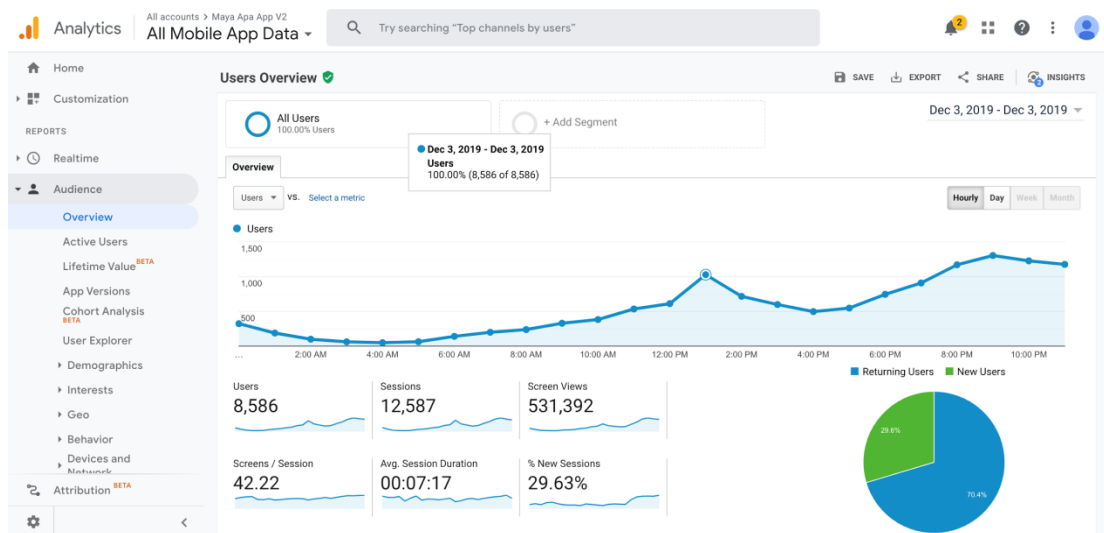 Analytics
All accounts > Maya Apa App V2
All Mobile App Data
Try searching "Top channels by users"
2
Home
Customization
REPORTS
Realtime
Audience
Overview
Active Users
Lifetime Value BETA
App Versions
Cohort Analysis
BETA
User Explorer
Demographics
Interests
Geo
Behavior
Devices and
Network
Attribution BETA
Users Overview
SAVE
EXPORT
SHARE
INSIGHTS
2
All Users
100.00% Users
+ Add Segment
Dec 3, 2019 - Dec 3, 2019
Dec 3, 2019 - Dec 3, 2019
Users
100.00% (8,586 of 8,586)
Overview
Users VS. Select a metric
Hourly Day Week Month
Users
1,500
1,000
500
... 2:00 AM 4:00 AM 6:00 AM 8:00 AM 10:00 AM 12:00 PM 2:00 PM 4:00 PM 6:00 PM 8:00 PM 10:00 PM
Returning Users New Users
Users
8,586
Sessions
12,587
Screen Views
531,392
Screens / Session
42.22
Avg. Session Duration
00:07:17
% New Sessions
29.63%
29.6%
70.4%